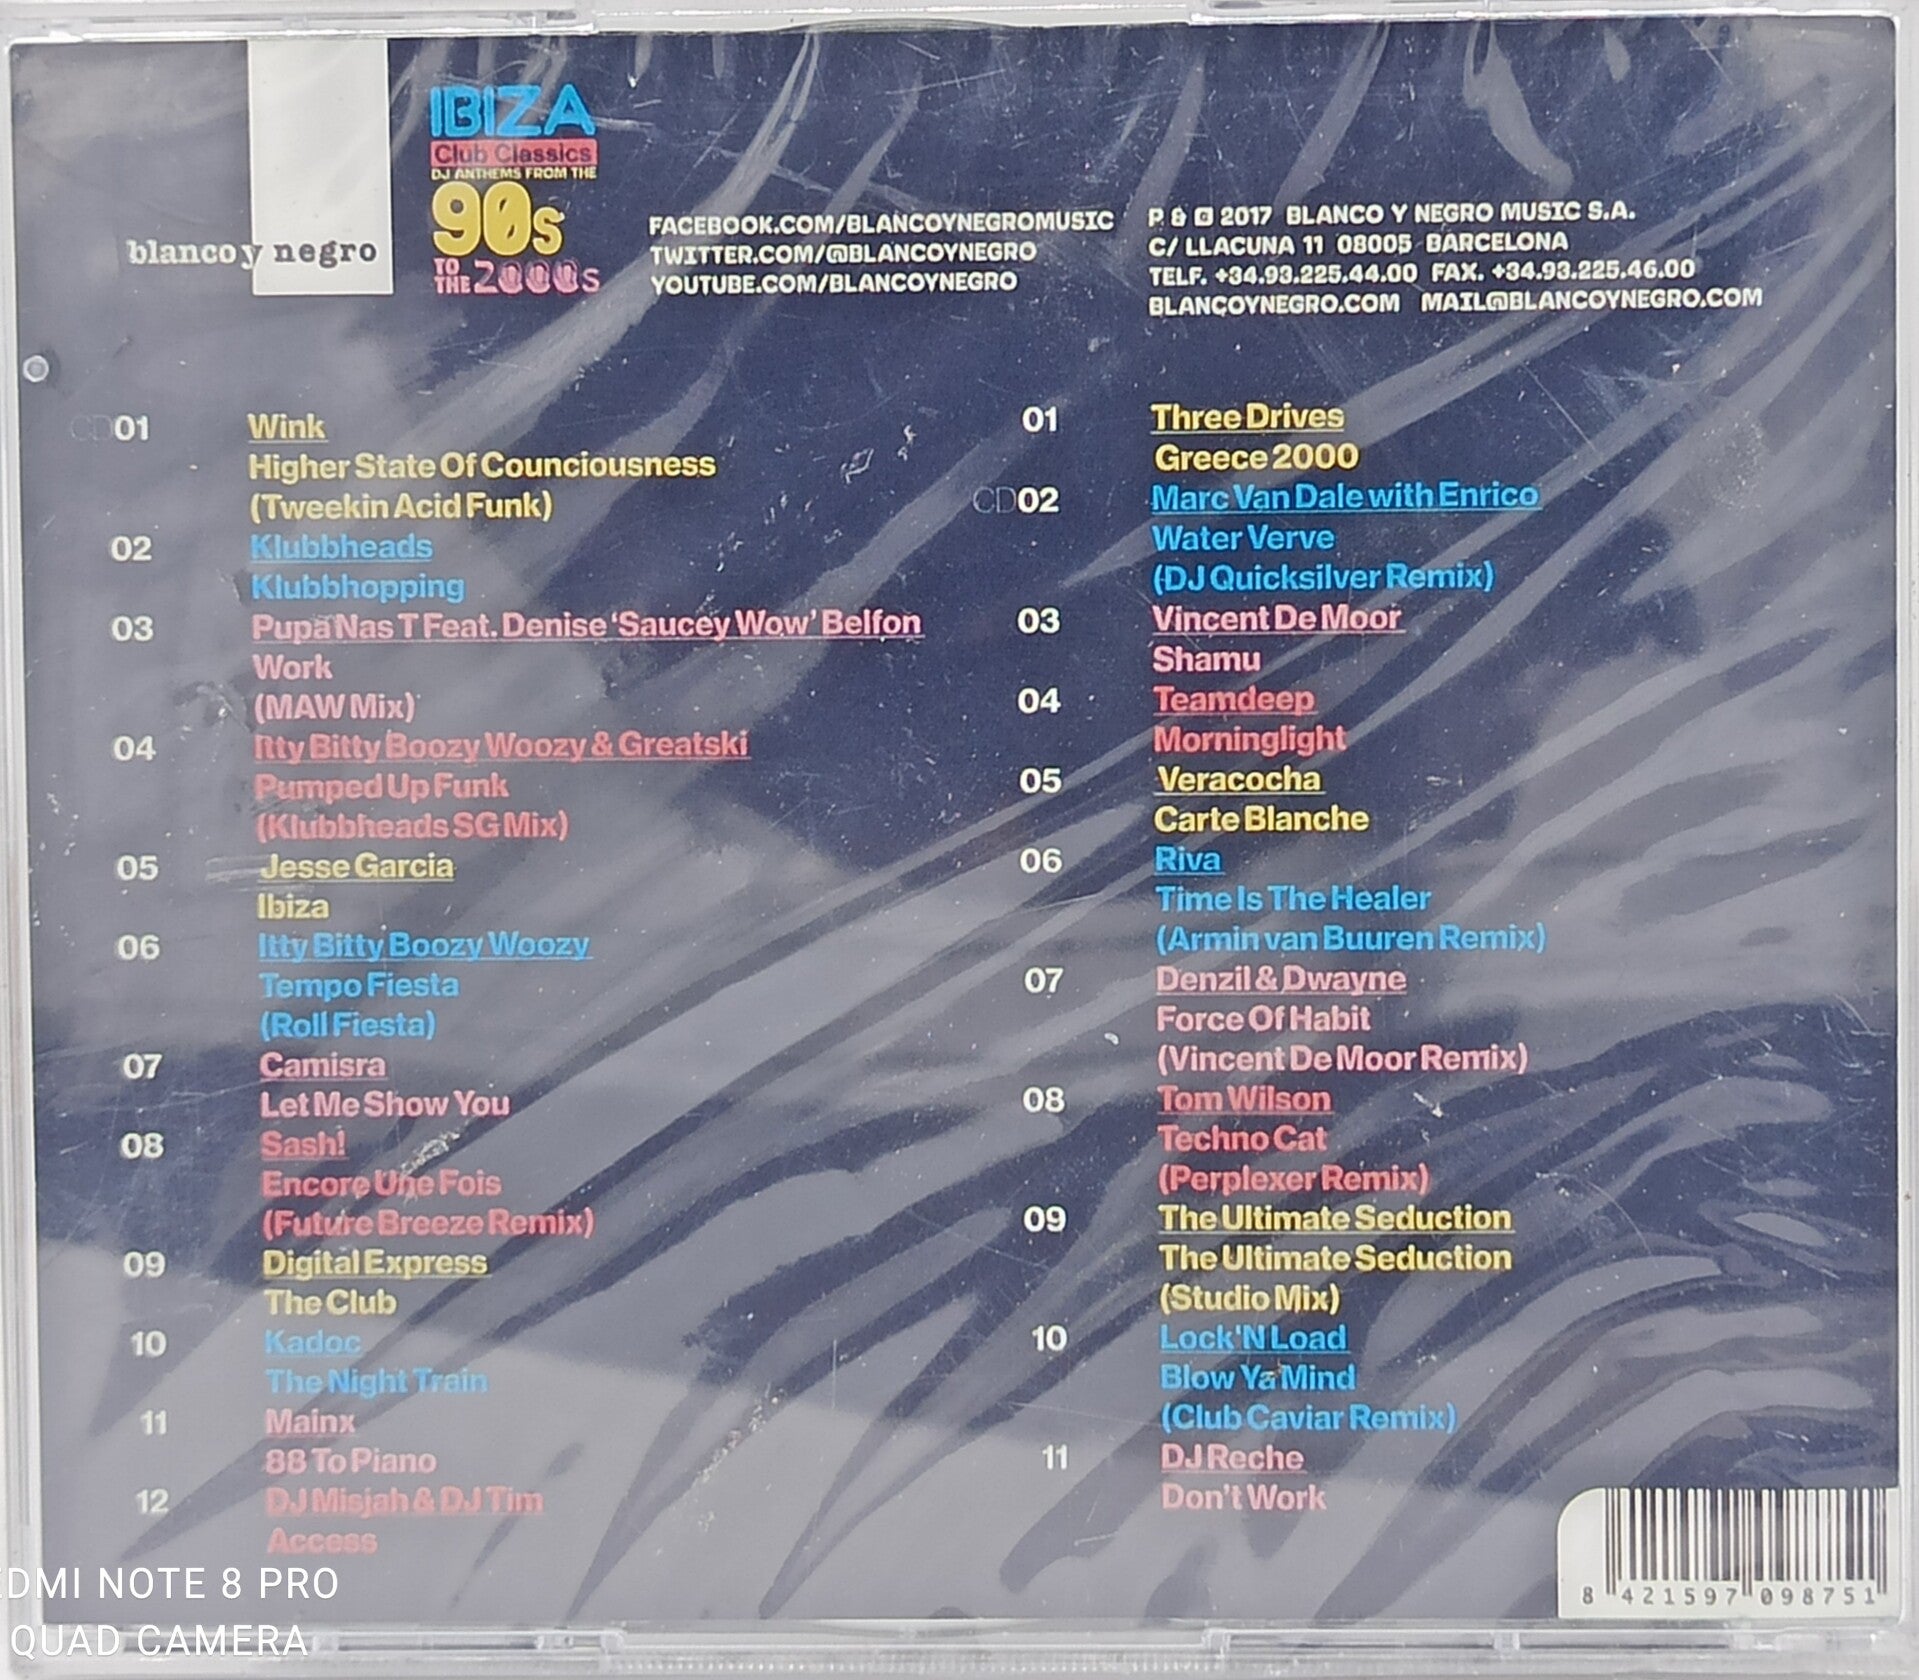 blanco y negro
IBIZA
Club Classics
DJ ANTHEMS FROM THE
90s
TO THE 2000s
FACEBOOK.COM/BLANCOYNEGROMUSIC
TWITTER.COM/@BLANCOYNEGRO
YOUTUBE.COM/BLANCOYNEGRO
℗ & © 2017 BLANCO Y NEGRO MUSIC S.A.
C/ LLACUNA 11 08005 BARCELONA
TELF. +34.93.225.44.00 FAX. +34.93.225.46.00
BLANCOYNEGRO.COM MAIL@BLANCOYNEGRO.COM
CD01 Wink
Higher State Of Counciousness
(Tweekin Acid Funk)
02 Klubbheads
Klubbhopping
03 Pupa Nas T Feat. Denise 'Saucey Wow' Belfon
Work
(MAW Mix)
04 Itty Bitty Boozy Woozy & Greatski
Pumped Up Funk
(Klubbheads SG Mix)
05 Jesse Garcia
Ibiza
06 Itty Bitty Boozy Woozy
Tempo Fiesta
(Roll Fiesta)
07 Camisra
Let Me Show You
08 Sash!
Encore Une Fois
(Future Breeze Remix)
09 Digital Express
The Club
10 Kadoc
The Night Train
11 Mainx
88 To Piano
12 DJ Misjah & DJ Tim
Access
01 Three Drives
Greece 2000
CD02 Marc Van Dale with Enrico
Water Verve
(DJ Quicksilver Remix)
03 Vincent De Moor
Shamu
04 Teamdeep
Morninglight
05 Veracocha
Carte Blanche
06 Riva
Time Is The Healer
(Armin van Buuren Remix)
07 Denzil & Dwayne
Force Of Habit
(Vincent De Moor Remix)
08 Tom Wilson
Techno Cat
(Perplexer Remix)
09 The Ultimate Seduction
The Ultimate Seduction
(Studio Mix)
10 Lock'N Load
Blow Ya Mind
(Club Caviar Remix)
11 DJ Reche
Don't Work
8 421597 098751
EDMI NOTE 8 PRO
QUAD CAMERA